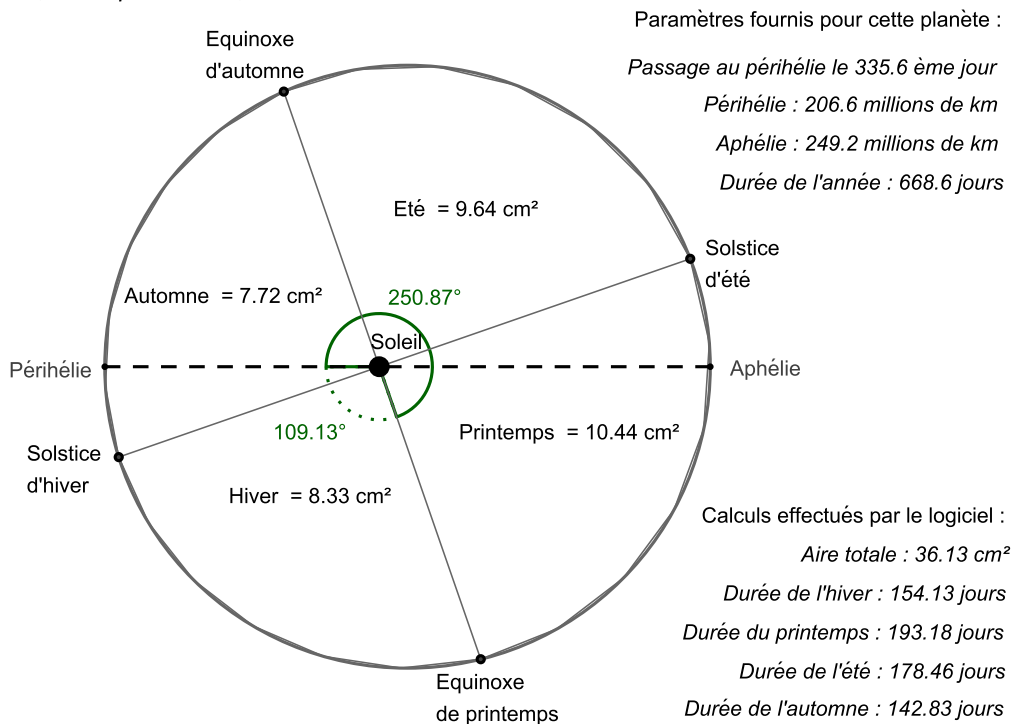 Paramètres fournis pour cette planète :
Passage au périhélie le 335.6 ème jour
Périhélie : 206.6 millions de km
Aphélie : 249.2 millions de km
Durée de l'année : 668.6 jours
Equinoxe
d'automne
Eté = 9.64 cm²
Solstice
d'été
Automne = 7.72 cm²
250.87°
Soleil
Périhélie
Aphélie
109.13°
Printemps = 10.44 cm²
Solstice
d'hiver
Hiver = 8.33 cm²
Equinoxe
de printemps
Calculs effectués par le logiciel :
Aire totale : 36.13 cm²
Durée de l'hiver : 154.13 jours
Durée du printemps : 193.18 jours
Durée de l'été : 178.46 jours
Durée de l'automne : 142.83 jours